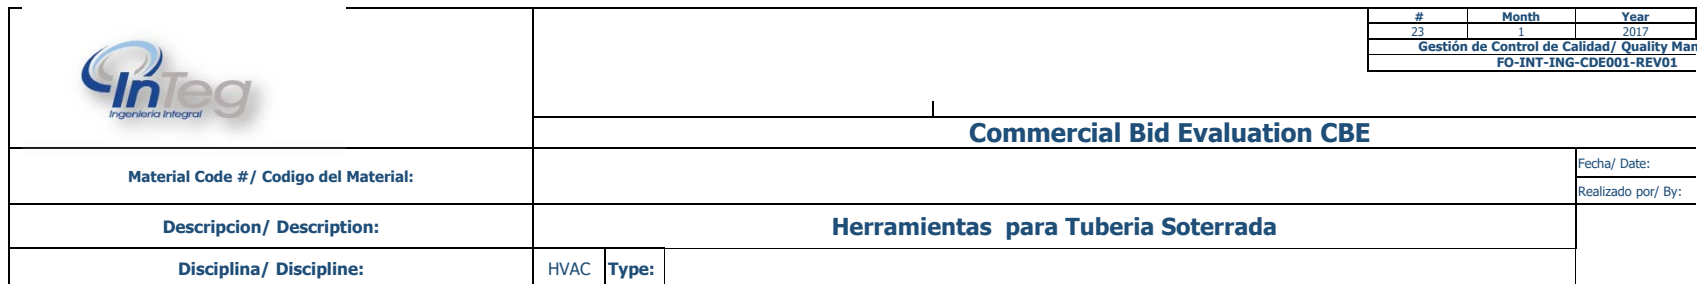 # Month Year
23 1 2017
Gestión de Control de Calidad/ Quality Man
FO-INT-ING-CDE001-REV01
InTeg
Ingeniería Integral
Commercial Bid Evaluation CBE
Material Code #/ Codigo del Material:
Fecha/ Date:
Realizado por/ By:
Descripcion/ Description: Herramientas para Tuberia Soterrada
Disciplina/ Discipline: HVAC Type: